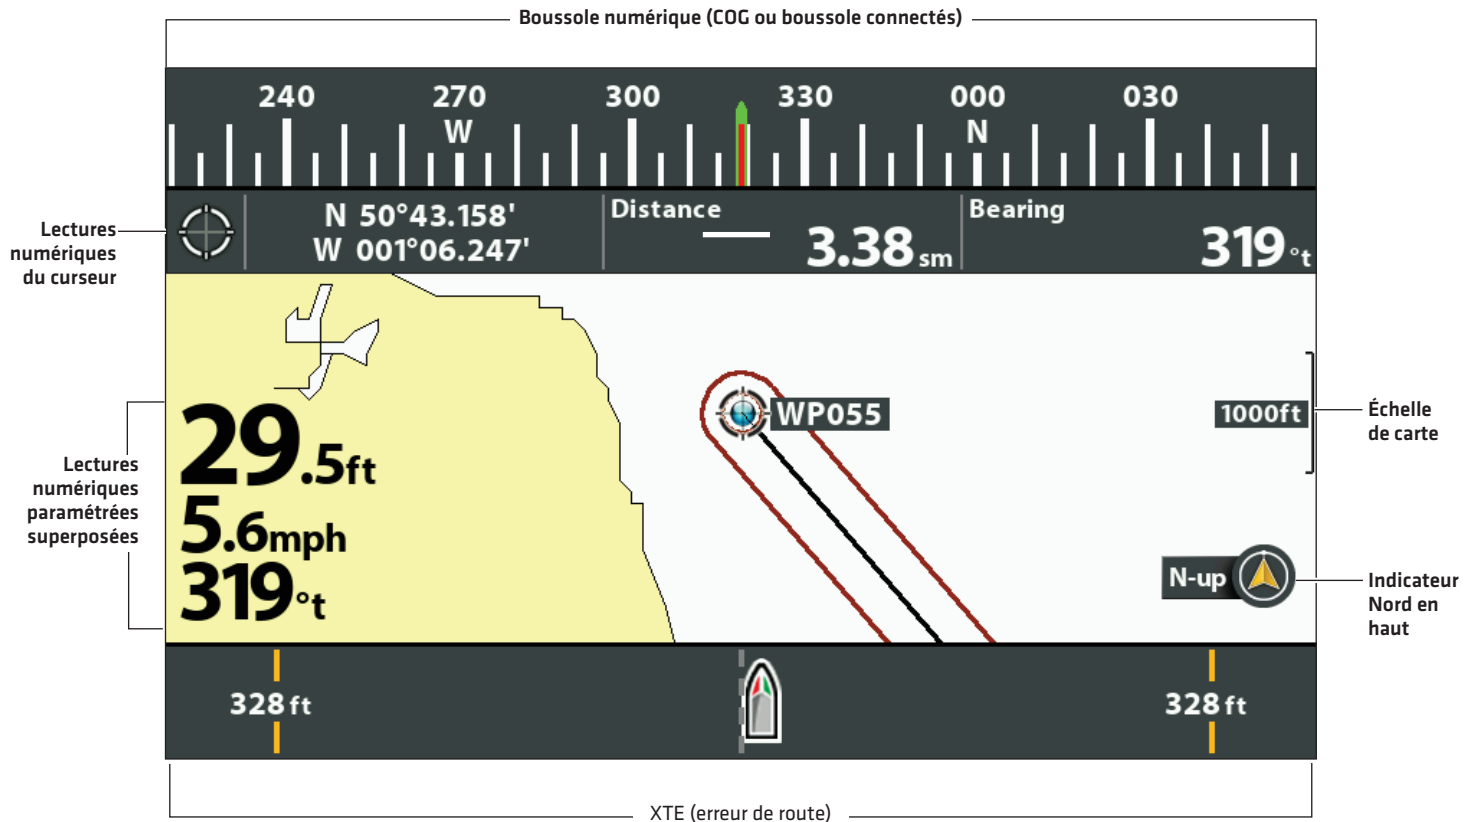 Boussole numérique (COG ou boussole connectés)
240 270 300 330 000 030
W N
Lectures
numériques
du curseur
N 50°43.158'
W 001°06.247'
Distance
3.38 sm
Bearing
319 °t
WP055
1000ft
Échelle
de carte
Lectures
numériques
paramétrées
superposées
29.5ft
5.6mph
319°t
N-up
Indicateur
Nord en
haut
328 ft
328 ft
XTE (erreur de route)